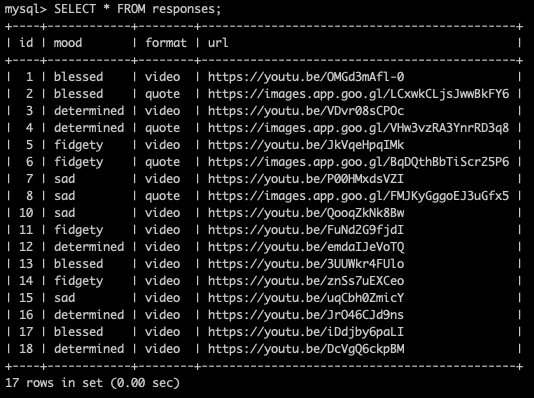 mysql> SELECT * FROM responses;
+----+------------+--------+------------------------------------------+
| id | mood       | format | url                                      |
+----+------------+--------+------------------------------------------+
|  1 | blessed    | video  | https://youtu.be/OMGd3mAfl-0             |
|  2 | blessed    | quote  | https://images.app.goo.gl/LCxwkCLjsJwwBkFY6 |
|  3 | determined | video  | https://youtu.be/VDvr08sCPOc             |
|  4 | determined | quote  | https://images.app.goo.gl/VHw3vzRA3YnrRD3q8 |
|  5 | fidgety    | video  | https://youtu.be/JkVqeHpqIMk             |
|  6 | fidgety    | quote  | https://images.app.goo.gl/BqDQthBbTiScr25P6 |
|  7 | sad        | video  | https://youtu.be/P00HMxdsVZI             |
|  8 | sad        | quote  | https://images.app.goo.gl/FMJKyGggoEJ3uGfx5 |
| 10 | sad        | video  | https://youtu.be/QooqZkNk8Bw             |
| 11 | fidgety    | video  | https://youtu.be/FuNd2G9fjdI             |
| 12 | determined | video  | https://youtu.be/emdaIJeVoTQ             |
| 13 | blessed    | video  | https://youtu.be/3UUWkr4FUlo             |
| 14 | fidgety    | video  | https://youtu.be/znSs7uEXCeo             |
| 15 | sad        | video  | https://youtu.be/uqCbh0ZmicY             |
| 16 | determined | video  | https://youtu.be/JrO46CJd9ns             |
| 17 | blessed    | video  | https://youtu.be/iDdjby6paLI             |
| 18 | determined | video  | https://youtu.be/DcVgQ6ckpBM             |
+----+------------+--------+------------------------------------------+
17 rows in set (0.00 sec)